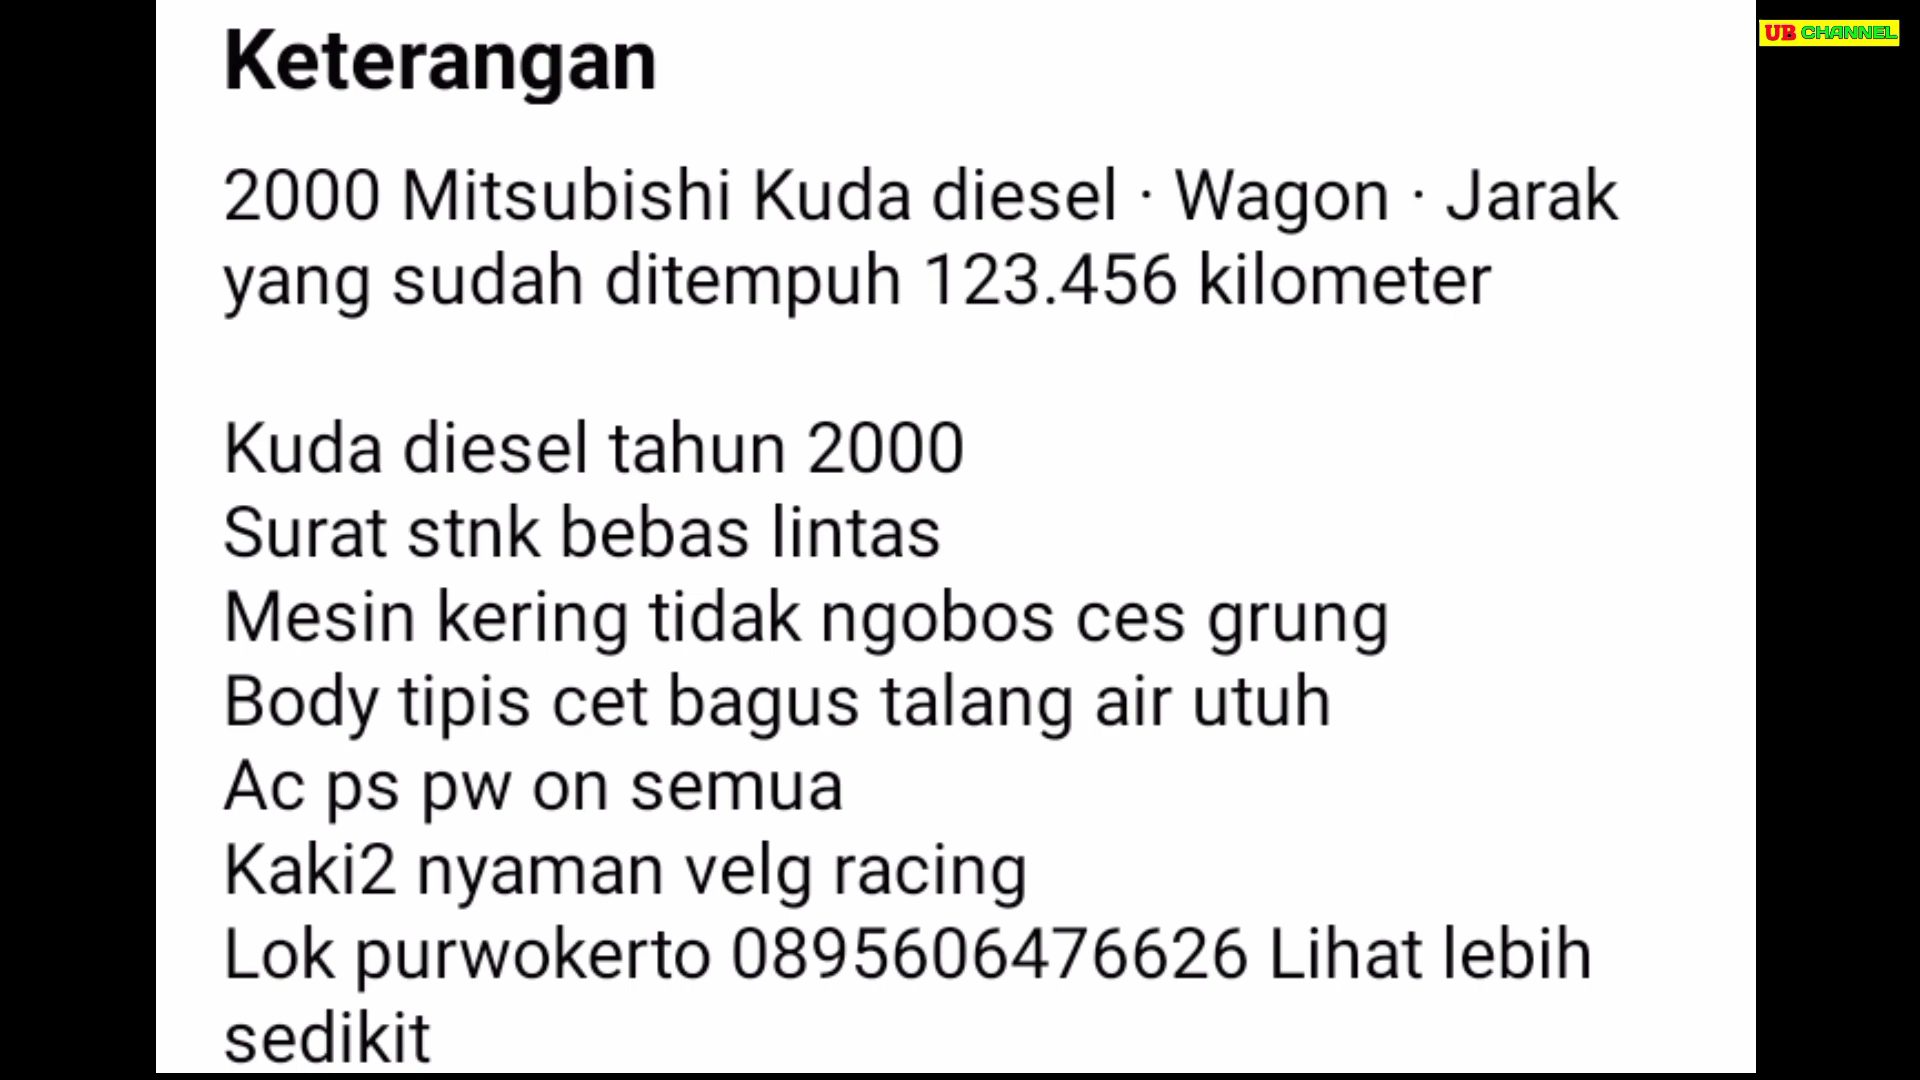 Keterangan
UB CHANNEL
2000 Mitsubishi Kuda diesel · Wagon · Jarak
yang sudah ditempuh 123.456 kilometer
Kuda diesel tahun 2000
Surat stnk bebas lintas
Mesin kering tidak ngobos ces grung
Body tipis cet bagus talang air utuh
Ac ps pw on semua
Kaki2 nyaman velg racing
Lok purwokerto 0895606476626 Lihat lebih
sedikit